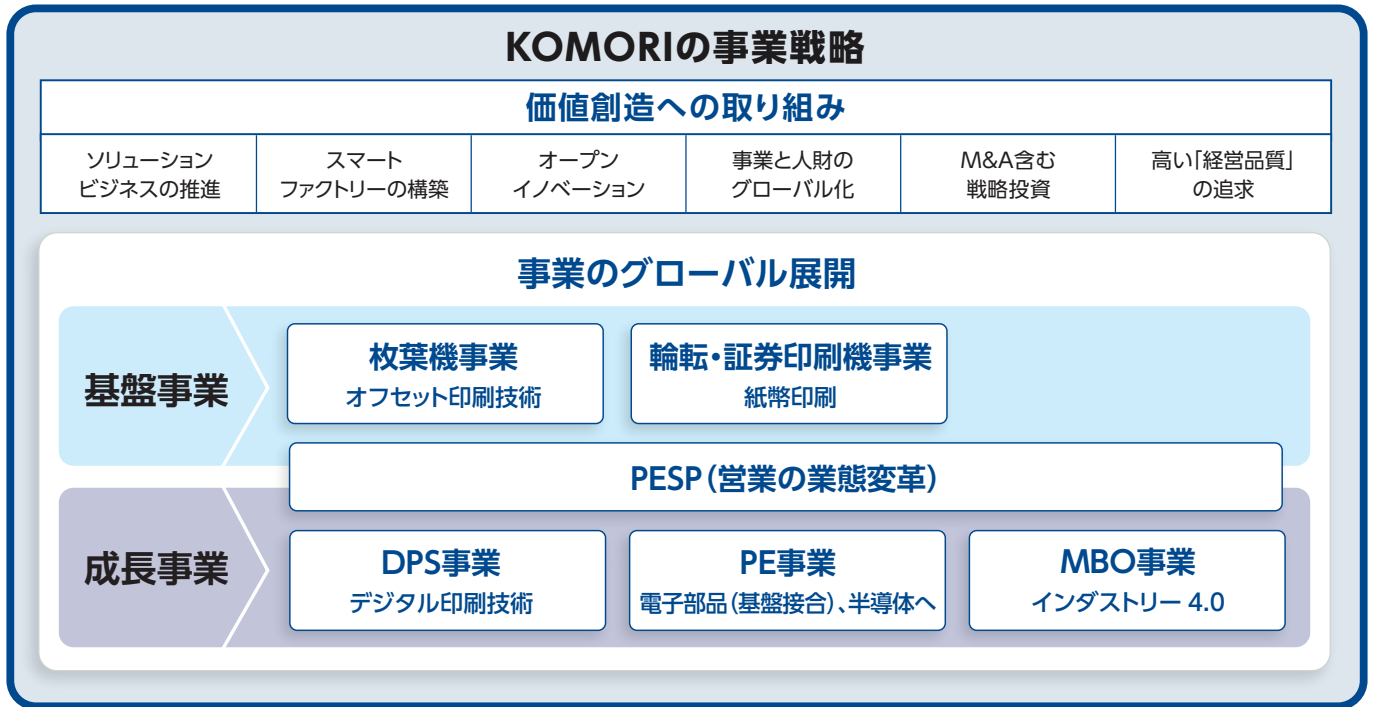 KOMORIの事業戦略
価値創造への取り組み
ソリューション
ビジネスの推進
スマート
ファクトリーの構築
オープン
イノベーション
事業と人財の
グローバル化
M&A含む
戦略投資
高い「経営品質」
の追求
事業のグローバル展開
基盤事業
枚葉機事業
オフセット印刷技術
輪転・証券印刷機事業
紙幣印刷
PESP(営業の業態変革)
成長事業
DPS事業
デジタル印刷技術
PE事業
電子部品(基盤接合)、半導体へ
MBO事業
インダストリー 4.0